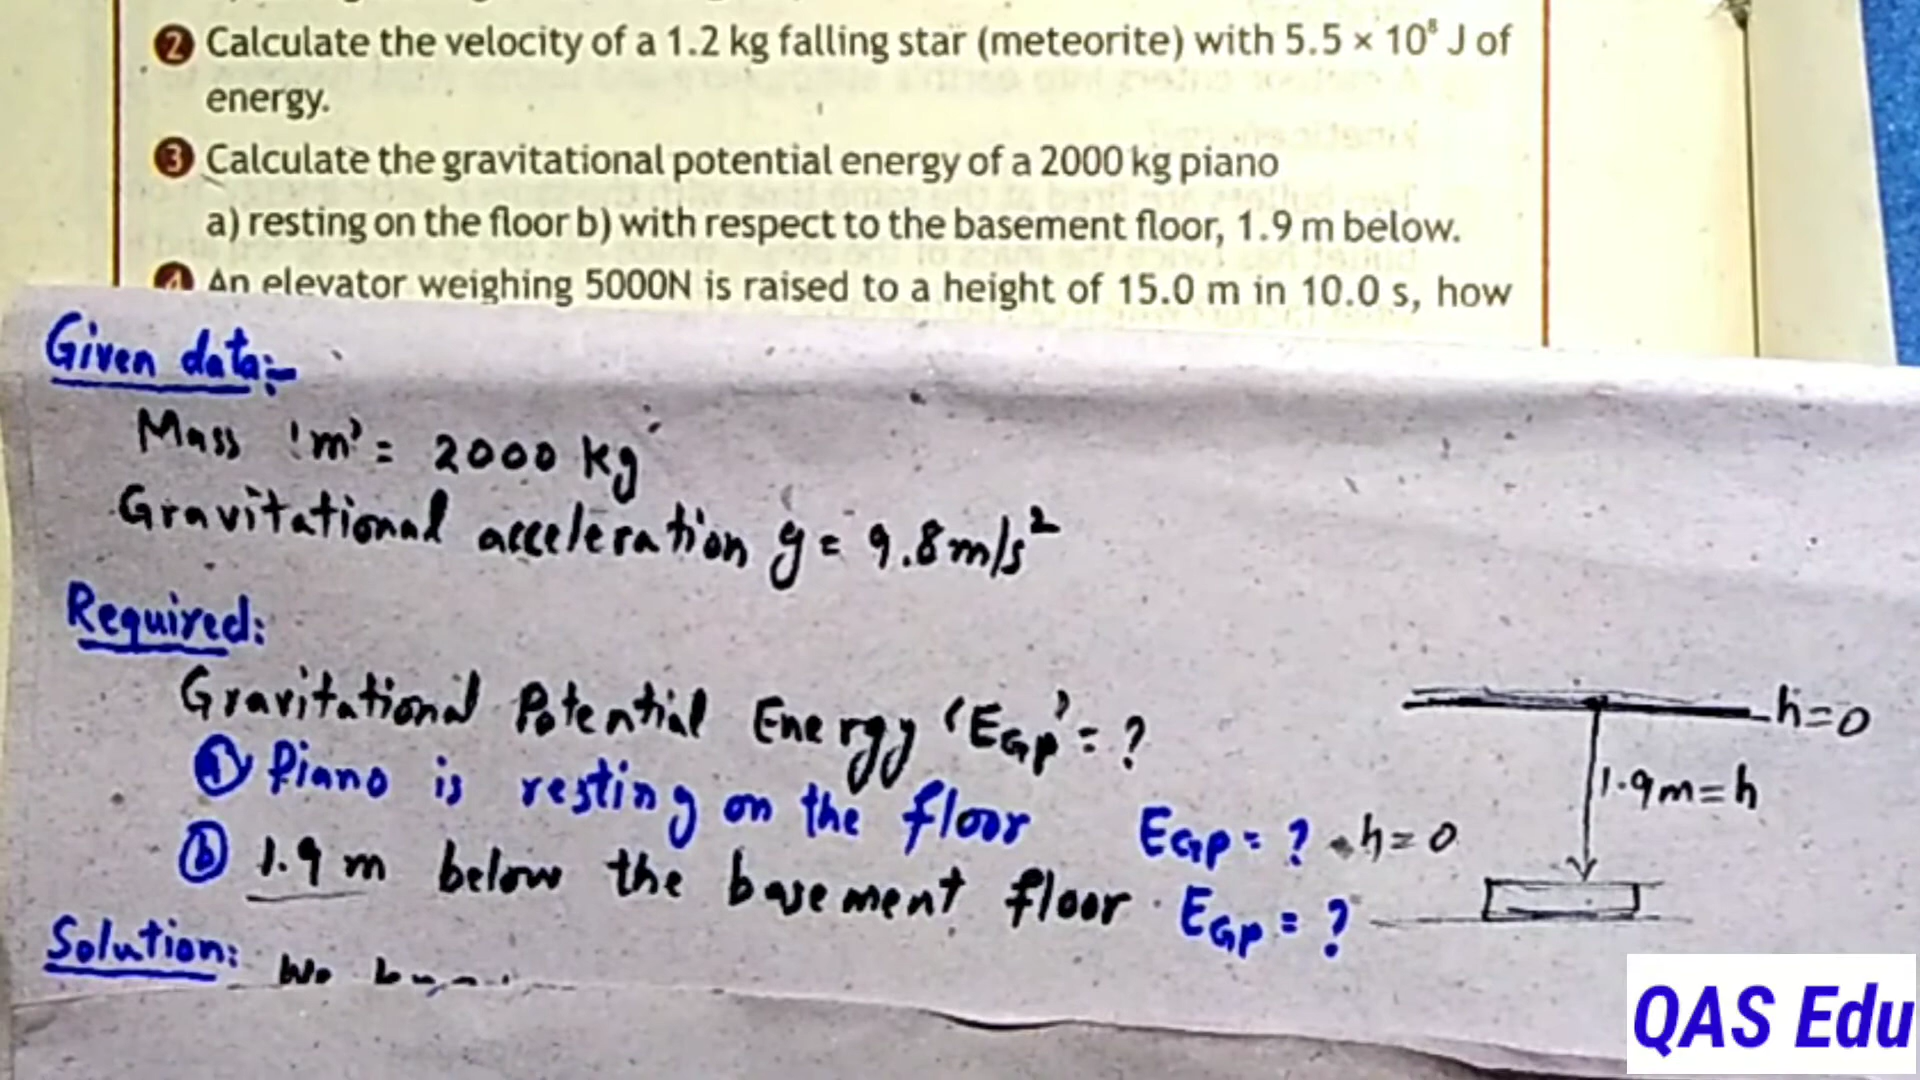 2 Calculate the velocity of a 1.2 kg falling star (meteorite) with 5.5 × 10⁸ J of
energy.
3 Calculate the gravitational potential energy of a 2000 kg piano
a) resting on the floor b) with respect to the basement floor, 1.9 m below.
4 An elevator weighing 5000N is raised to a height of 15.0 m in 10.0 s, how
Given data:-
Mass 'm' = 2000 kg
Gravitational acceleration g = 9.8 m/s²
Required:
Gravitational Potential Energy 'EGP' = ?
a) Piano is resting on the floor EGP = ? h=0
b) 1.9 m below the basement floor. EGP = ?
h=0
1.9m=h
Solution: We
QAS Edu